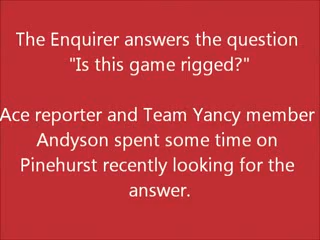 The Enquirer answers the question
"Is this game rigged?"
Ace reporter and Team Yancy member
Andyson spent some time on
Pinehurst recently looking for the
answer.